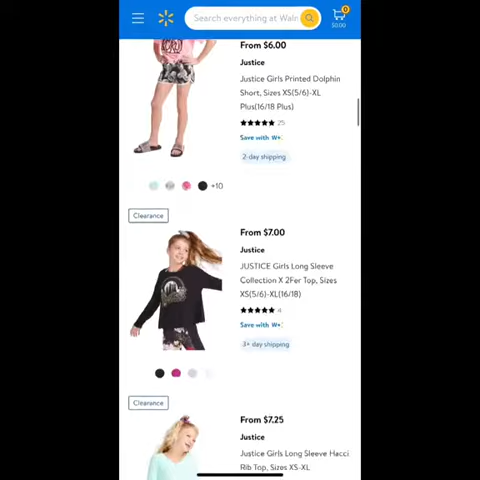 Search everything at Walm
0
$0.00
From $6.00
Justice
Justice Girls Printed Dolphin
Short, Sizes XS(5/6)-XL
Plus(16/18 Plus)
25
Save with W+
2-day shipping
+10
Clearance
From $7.00
Justice
JUSTICE Girls Long Sleeve
Collection X 2Fer Top, Sizes
XS(5/6)-XL(16/18)
4
Save with W+
3+ day shipping
Clearance
From $7.25
Justice
Justice Girls Long Sleeve Hacci
Rib Top, Sizes XS-XL